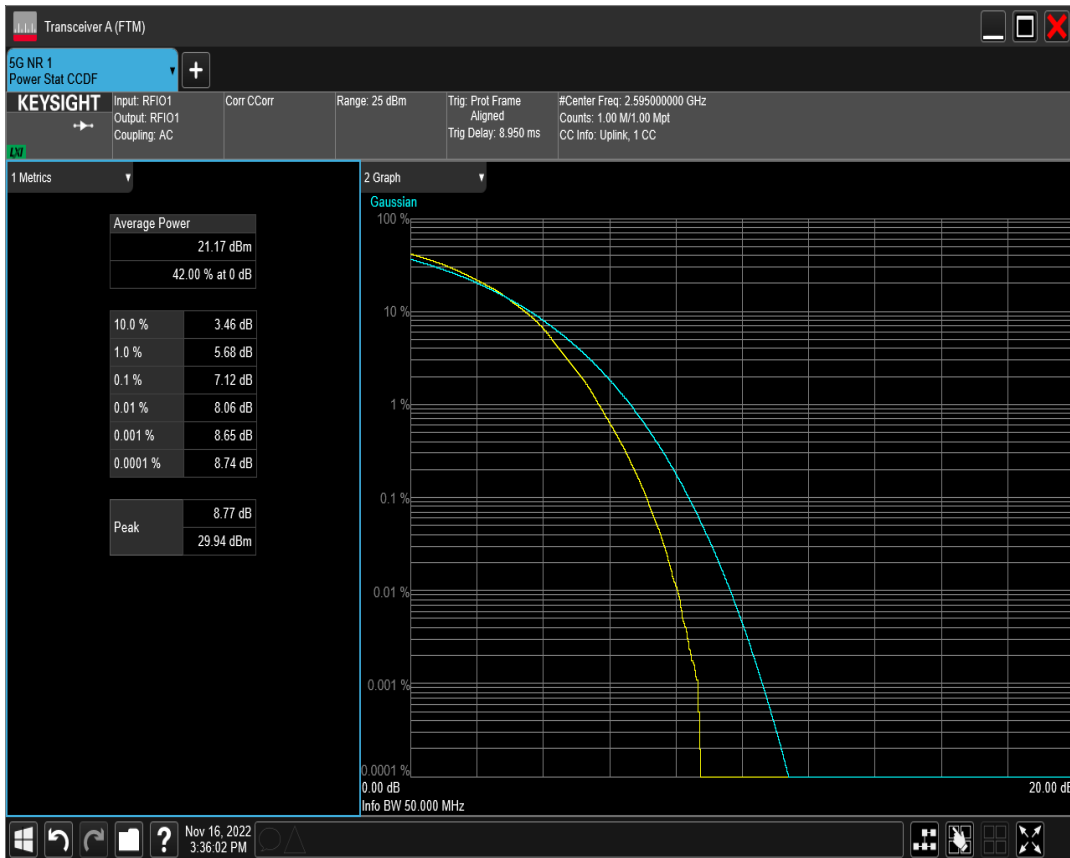 Transceiver A (FTM)
5G NR 1
Power Stat CCDF
+
KEYSIGHT
LXI
Input: RFIO1
Output: RFIO1
Coupling: AC
Corr CCorr
Range: 25 dBm
Trig: Prot Frame
Aligned
Trig Delay: 8.950 ms
#Center Freq: 2.595000000 GHz
Counts: 1.00 M/1.00 Mpt
CC Info: Uplink, 1 CC
1 Metrics
Average Power
21.17 dBm
42.00 % at 0 dB
10.0 % 3.46 dB
1.0 % 5.68 dB
0.1 % 7.12 dB
0.01 % 8.06 dB
0.001 % 8.65 dB
0.0001 % 8.74 dB
Peak
8.77 dB
29.94 dBm
2 Graph
Gaussian
100 %
10 %
1 %
0.1 %
0.01 %
0.001 %
0.0001 %
0.00 dB
20.00 dB
Info BW 50.000 MHz
?
Nov 16, 2022
3:36:02 PM